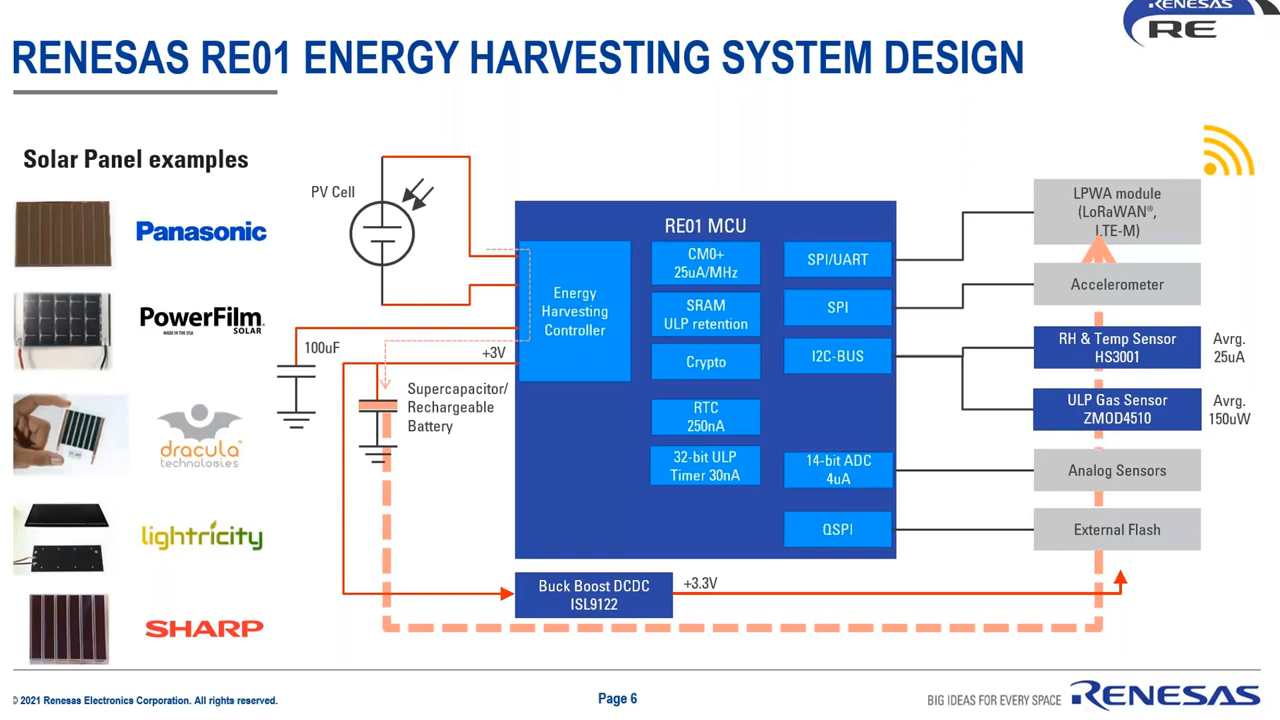 RENESAS
RE
RENESAS RE01 ENERGY HARVESTING SYSTEM DESIGN
Solar Panel examples
Panasonic
PowerFilm
MADE IN THE USA SOLAR
dracula
technologies
lightricity
SHARP
PV Cell
100uF
+3V
Supercapacitor/
Rechargeable
Battery
Energy
Harvesting
Controller
RE01 MCU
CM0+
25uA/MHz
SRAM
ULP retention
Crypto
RTC
250nA
32-bit ULP
Timer 30nA
SPI/UART
SPI
I2C-BUS
14-bit ADC
4uA
QSPI
Buck Boost DCDC
ISL9122
+3.3V
LPWA module
(LoRaWAN®,
LTE-M)
Accelerometer
RH & Temp Sensor
HS3001
Avrg.
25uA
ULP Gas Sensor
ZMOD4510
Avrg.
150uW
Analog Sensors
External Flash
© 2021 Renesas Electronics Corporation. All rights reserved.
Page 6
BIG IDEAS FOR EVERY SPACE
RENESAS